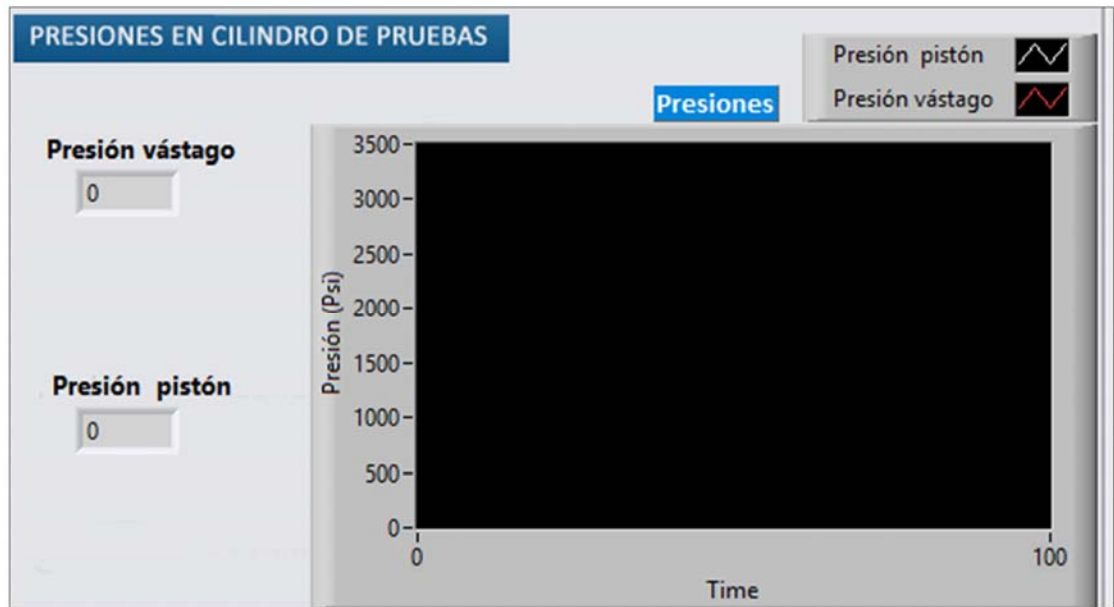 PRESIONES EN CILINDRO DE PRUEBAS
Presión pistón
Presión vástago
Presiones
Presión vástago
0
Presión pistón
0
Presión (Psi)
3500
3000
2500
2000
1500
1000
500
0
0
100
Time